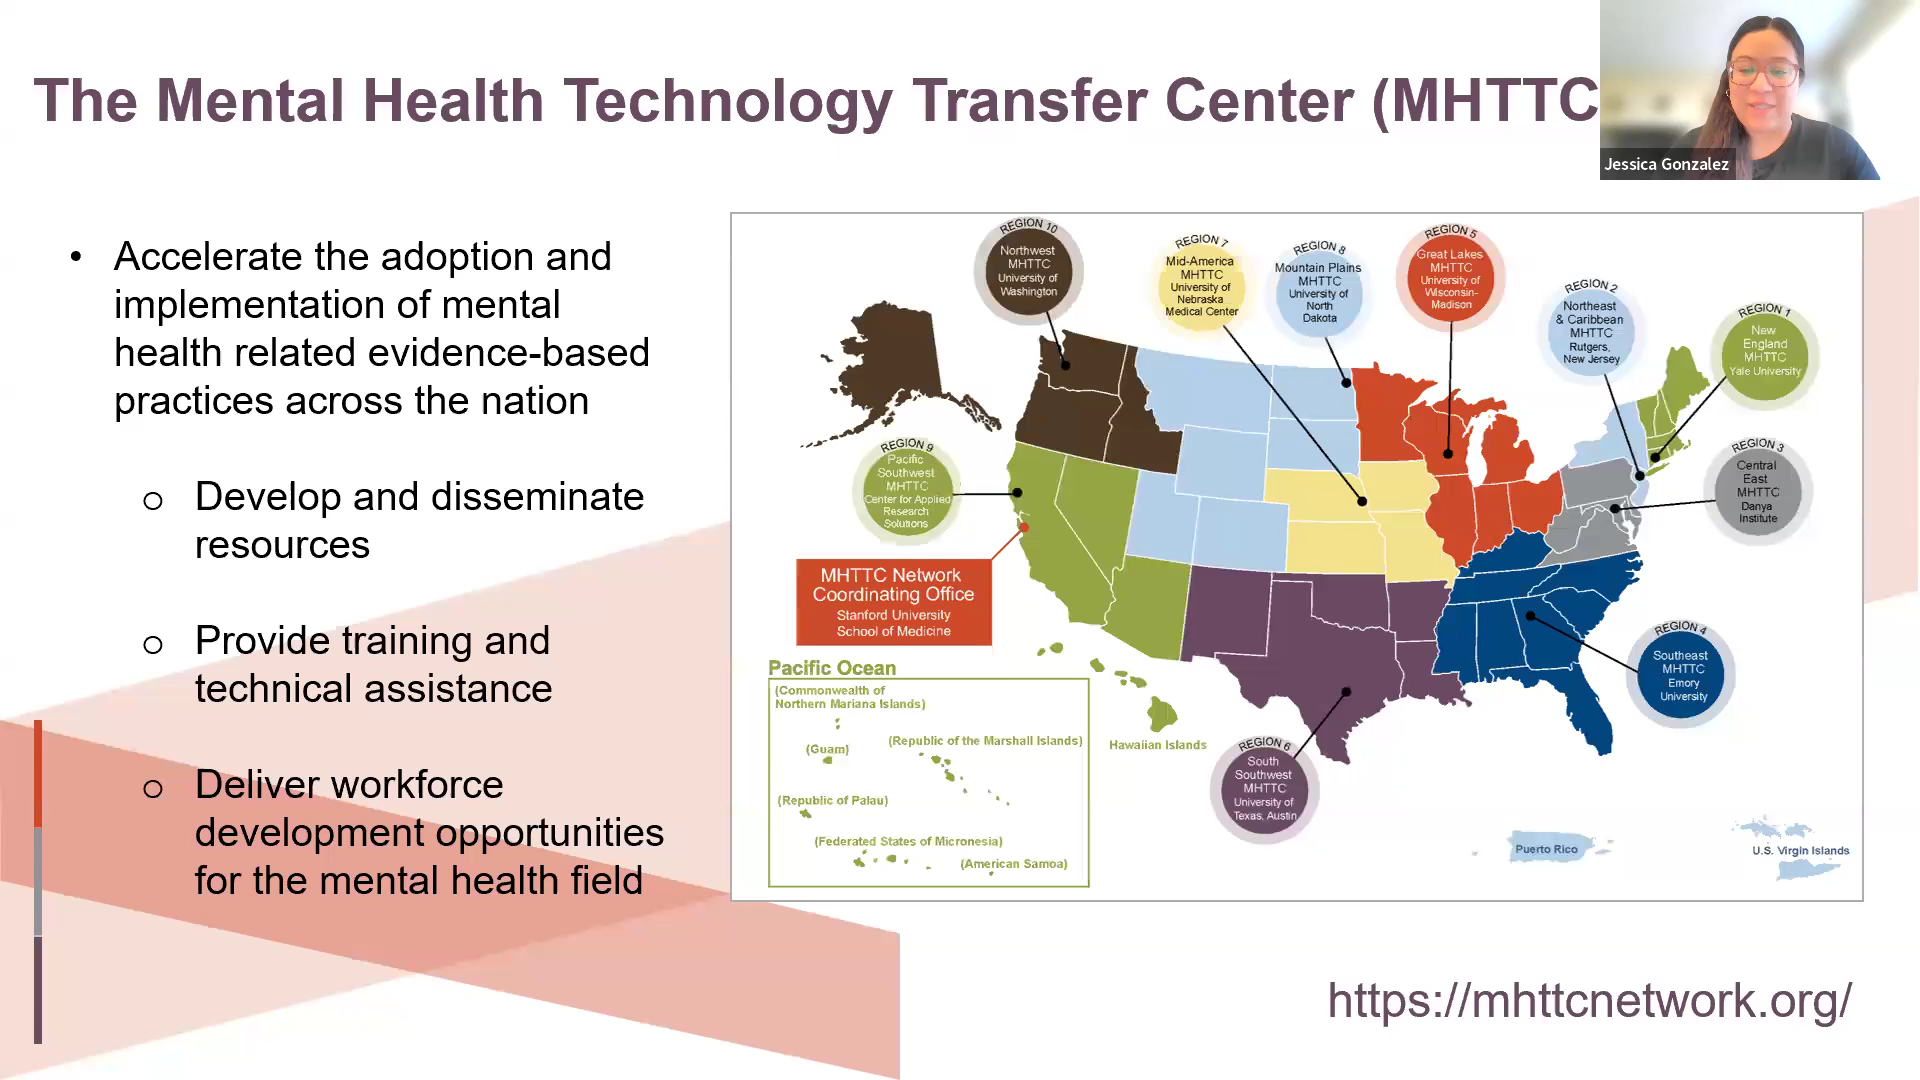 The Mental Health Technology Transfer Center (MHTTC
Jessica Gonzalez
• Accelerate the adoption and
implementation of mental
health related evidence-based
practices across the nation
o Develop and disseminate
resources
o Provide training and
technical assistance
o Deliver workforce
development opportunities
for the mental health field
REGION 10
Northwest
MHTTC
University of
Washington
REGION 7
Mid-America
MHTTC
University of
Nebraska
Medical Center
REGION 8
Mountain Plains
MHTTC
University of
North
Dakota
REGION 5
Great Lakes
MHTTC
University of
Wisconsin-
Madison
REGION 2
Northeast
& Caribbean
MHTTC
Rutgers,
New Jersey
REGION 1
New
England
MHTTC
Yale University
REGION 9
Pacific
Southwest
MHTTC
Center for Applied
Research
Solutions
REGION 3
Central
East
MHTTC
Danya
Institute
MHTTC Network
Coordinating Office
Stanford University
School of Medicine
REGION 4
Southeast
MHTTC
Emory
University
REGION 6
South
Southwest
MHTTC
University of
Texas, Austin
Pacific Ocean
(Commonwealth of
Northern Mariana Islands)
(Guam)
(Republic of the Marshall Islands)
(Republic of Palau)
(Federated States of Micronesia)
(American Samoa)
Hawaiian Islands
Puerto Rico
U.S. Virgin Islands
https://mhttcnetwork.org/